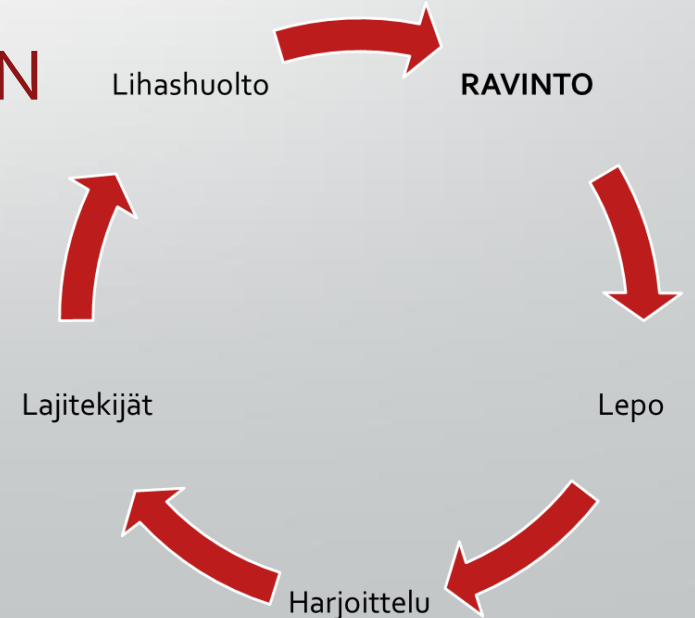 N
Lihashuolto
RAVINTO
Lajitekijät
Lepo
Harjoittelu